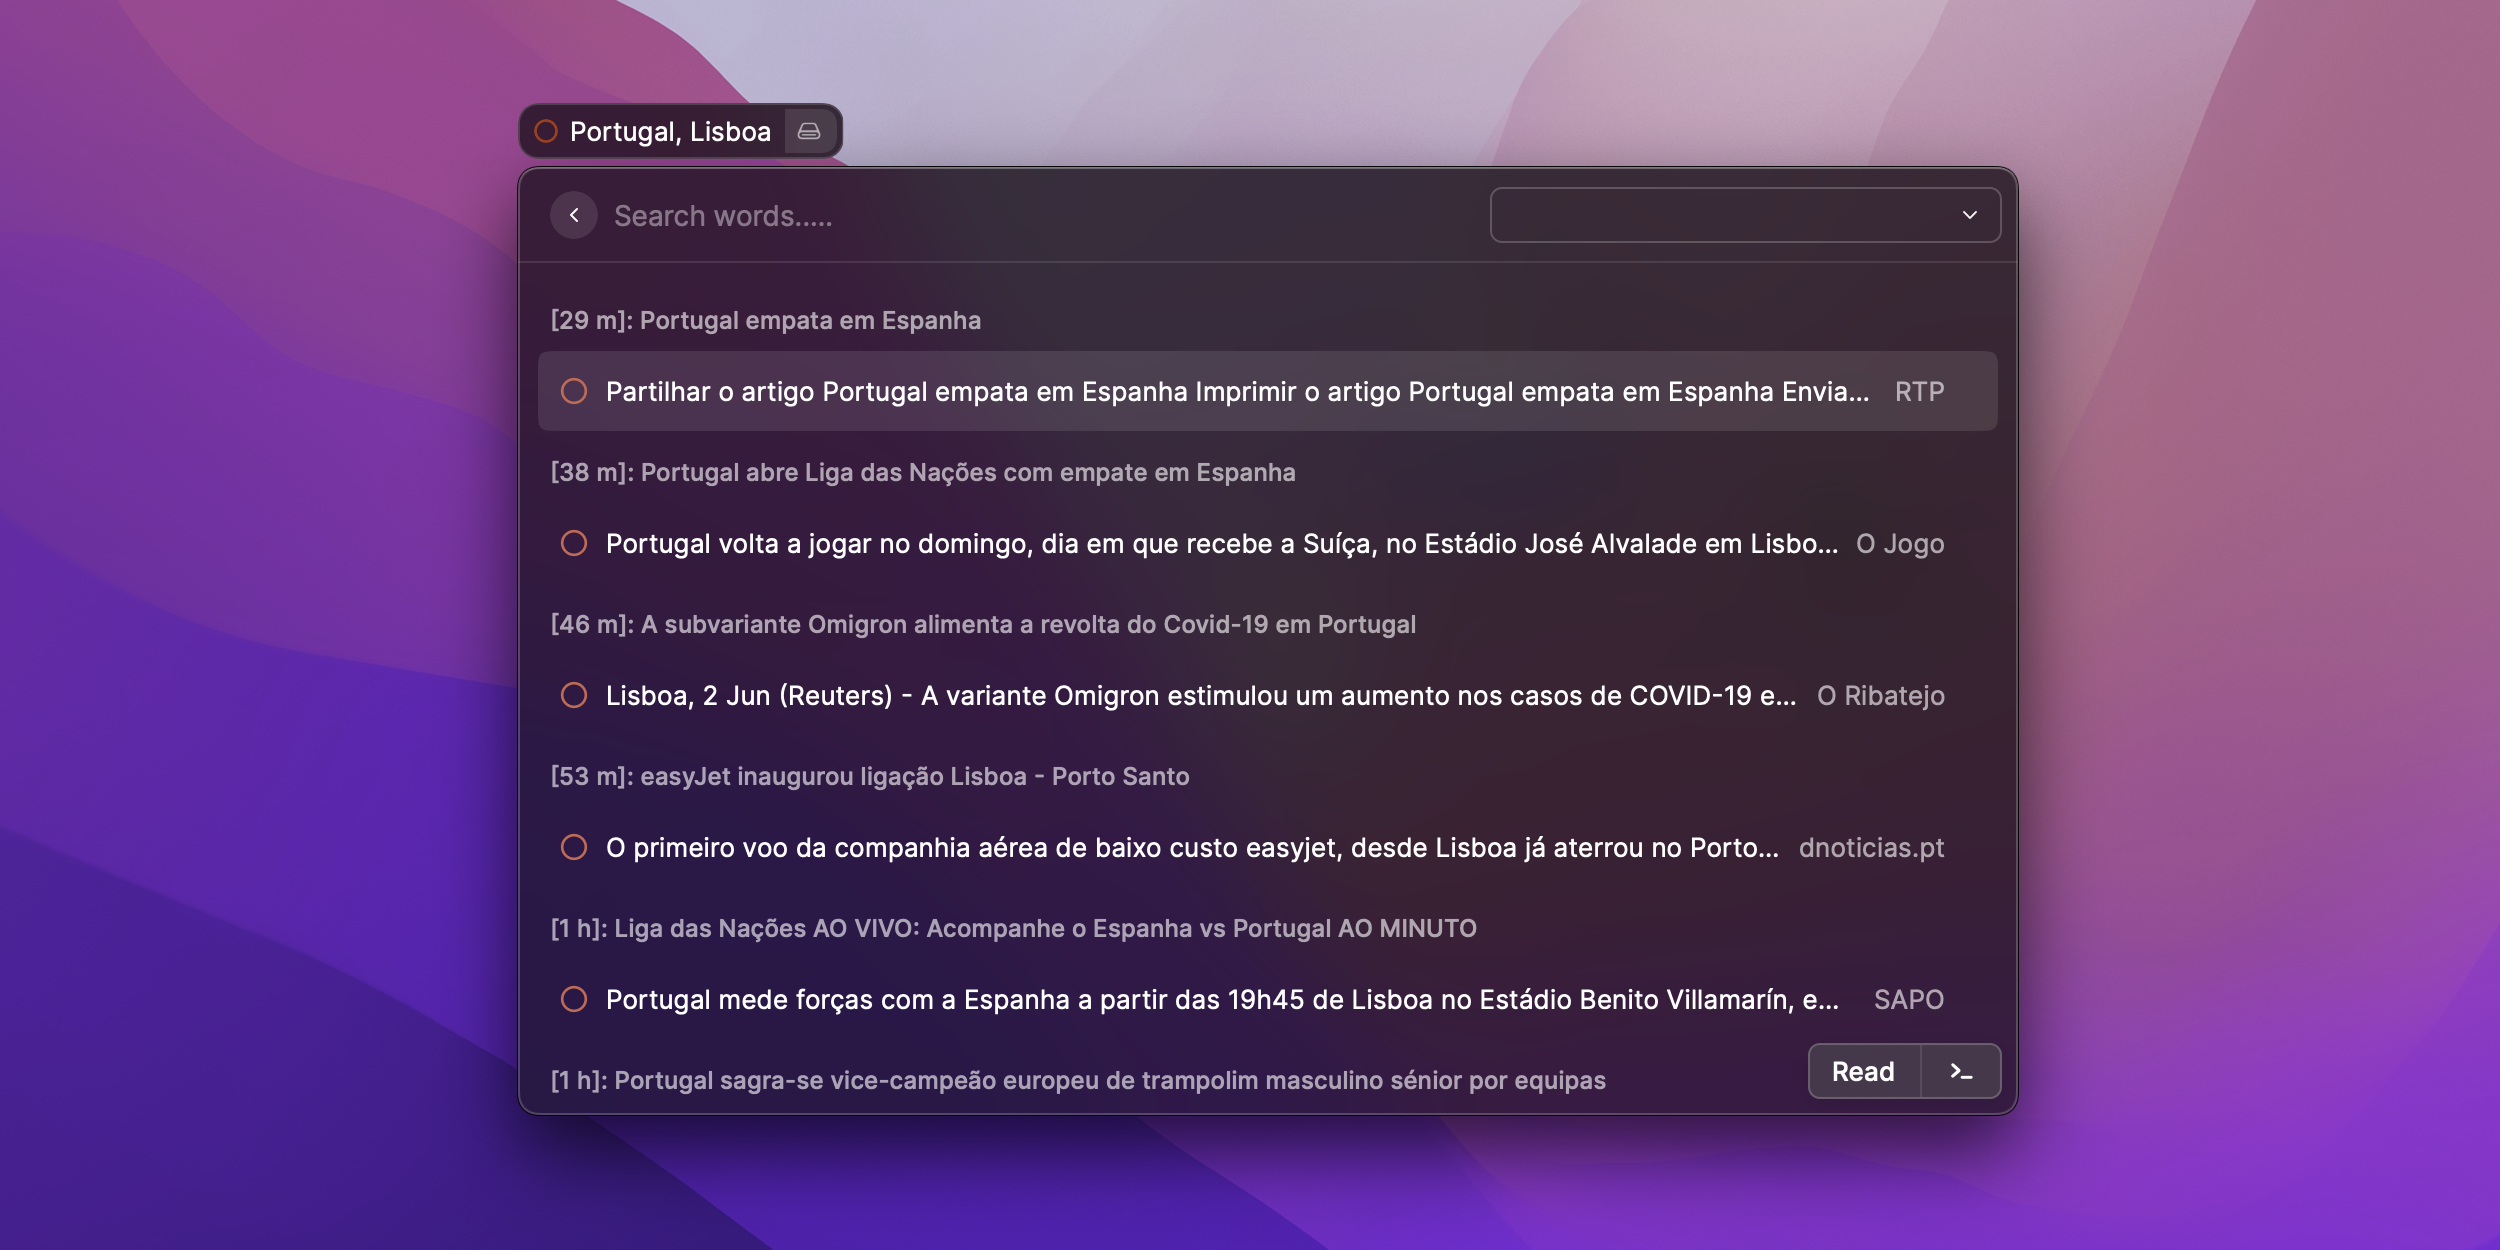 Portugal, Lisboa
Search words.....
[29 m]: Portugal empata em Espanha
Partilhar o artigo Portugal empata em Espanha Imprimir o artigo Portugal empata em Espanha Envia... RTP
[38 m]: Portugal abre Liga das Nações com empate em Espanha
Portugal volta a jogar no domingo, dia em que recebe a Suíça, no Estádio José Alvalade em Lisbo... O Jogo
[46 m]: A subvariante Omigron alimenta a revolta do Covid-19 em Portugal
Lisboa, 2 Jun (Reuters) - A variante Omigron estimulou um aumento nos casos de COVID-19 e... O Ribatejo
[53 m]: easyJet inaugurou ligação Lisboa - Porto Santo
O primeiro voo da companhia aérea de baixo custo easyjet, desde Lisboa já aterrou no Porto... dnoticias.pt
[1 h]: Liga das Nações AO VIVO: Acompanhe o Espanha vs Portugal AO MINUTO
Portugal mede forças com a Espanha a partir das 19h45 de Lisboa no Estádio Benito Villamarín, e... SAPO
[1 h]: Portugal sagra-se vice-campeão europeu de trampolim masculino sénior por equipas
Read